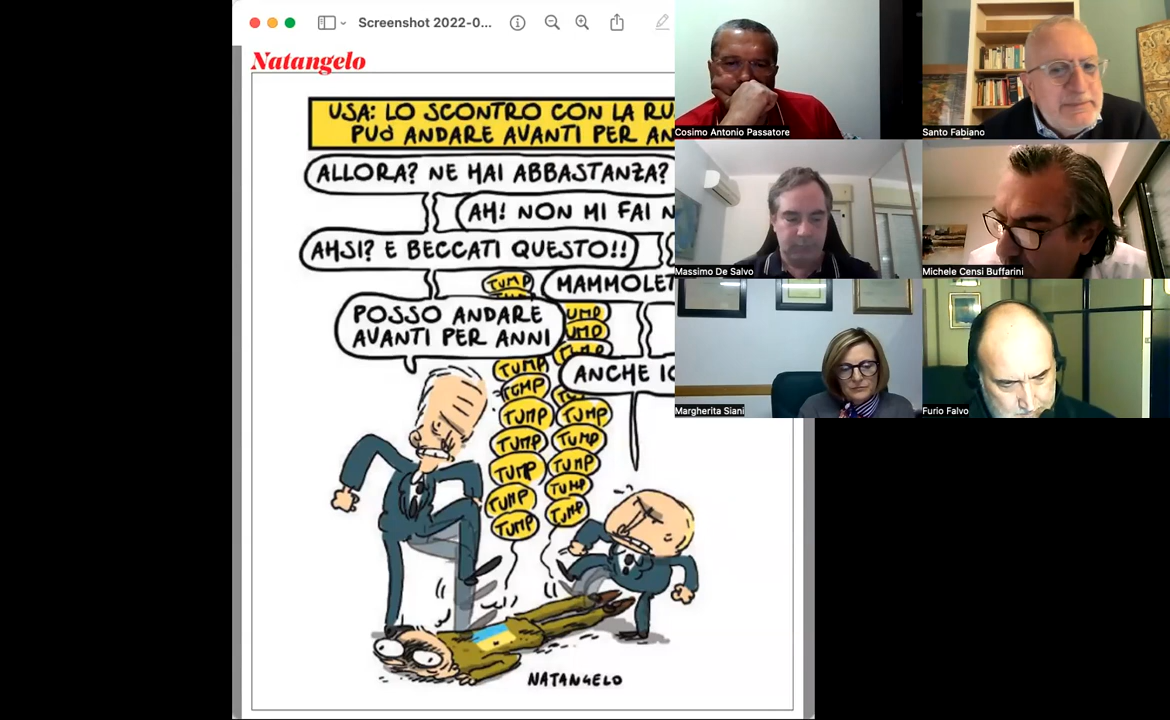 Screenshot 2022-0...
Natangelo
USA: LO SCONTRO CON LA RU
PUÒ ANDARE AVANTI PER AN
ALLORA? NE HAI ABBASTANZA?
AH! NON MI FAI N
AHSI? E BECCATI QUESTO!!
TUMP
MAMMOLET
POSSO ANDARE
AVANTI PER ANNI
UMP
UMP
TUMP
TUMP
ANCHE IO
TUMP
TUMP
TUMP
TUMP
TUMP
TUMP
TUMP
TUMP
TUMP
TUMP
NATANGELO
Cosimo Antonio Passatore
Santo Fabiano
Massimo De Salvo
Michele Censi Buffarini
Margherita Siani
Furio Falvo